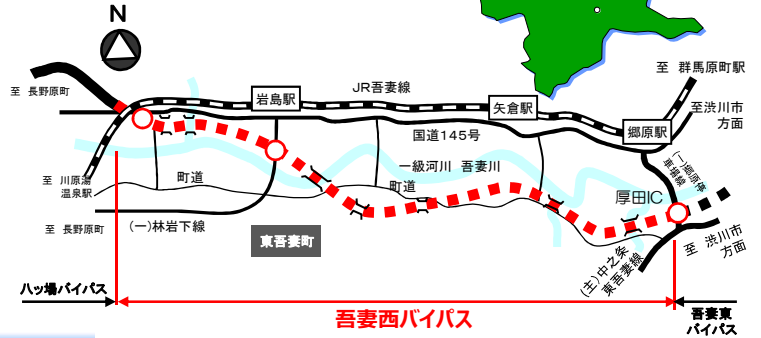 N
至 長野原町
岩島駅
JR吾妻線
矢倉駅
至 群馬原町駅
至渋川市
方面
郷原駅
国道145号
一級河川 吾妻川
(一)郷原停
車場線
至 川原湯
温泉駅
町道
町道
厚田IC
至 長野原町
(一)林岩下線
東吾妻町
(主)中之条
東吾妻線
至 渋川市
方面
八ッ場バイパス
吾妻西バイパス
吾妻東
バイパス